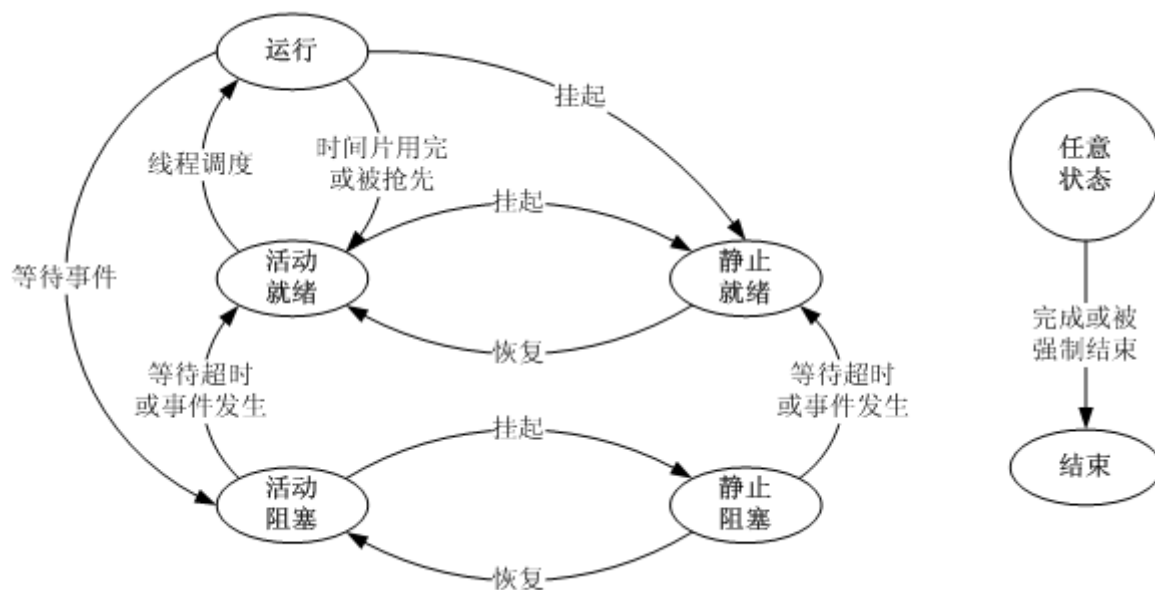 运行
挂起
线程调度
时间片用完
或被抢先
任意
状态
挂起
等待事件
活动
就绪
静止
就绪
完成或被
强制结束
恢复
等待超时
或事件发生
等待超时
或事件发生
挂起
结束
活动
阻塞
静止
阻塞
恢复